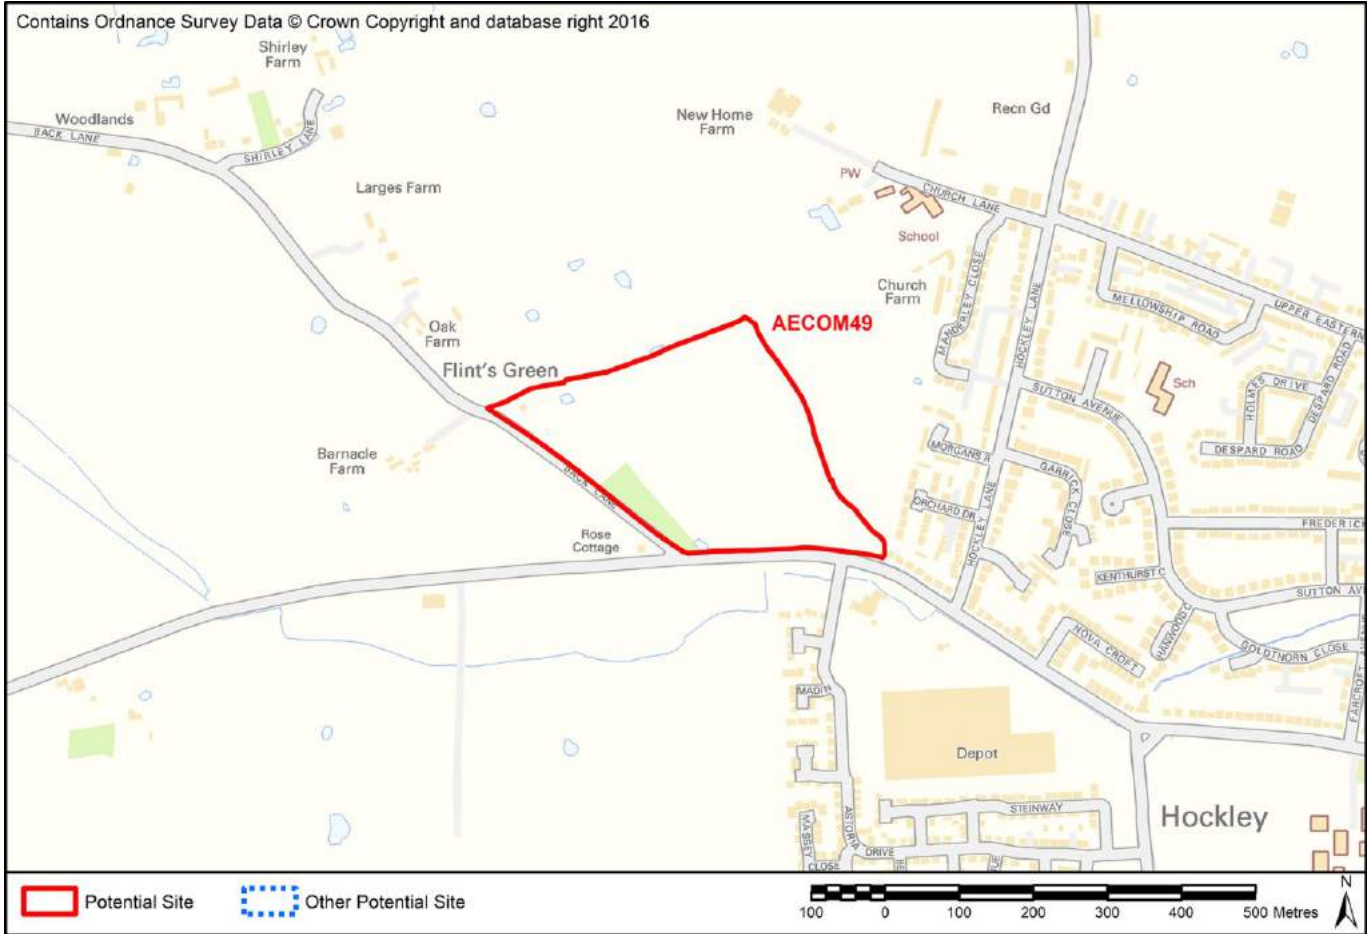 Contains Ordnance Survey Data © Crown Copyright and database right 2016
Shirley
Farm
Woodlands
BACK LANE
SHIRLEY LANE
New Home
Farm
Recn Gd
Larges Farm
PW
CHURCH LANE
School
Church
Farm
MANDERLEY CLOSE
HOCKLEY LANE
MELLOWSHIP ROAD
UPPER EASTERN
Oak
Farm
AECOM49
Flint's Green
SUTTON AVENUE
Sch
HOLMES DRIVE
DESPARD ROAD
DESPARD ROAD
Barnacle
Farm
BACK LANE
MORGANS R
GARRICK CLOSE
ORCHARD DR
HOCKLEY LANE
FREDERICK
Rose
Cottage
KENTHURST C
SUTTON AV
HANWOOD C
NOVA CROFT
GOLDTHORN CLOSE
FARCROFT AVE
MADIN
Depot
ASTORIA
DRIVE
MASSEY
CLOSE
STEINWAY
Hockley
Potential Site
Other Potential Site
100 0 100 200 300 400 500 Metres
N